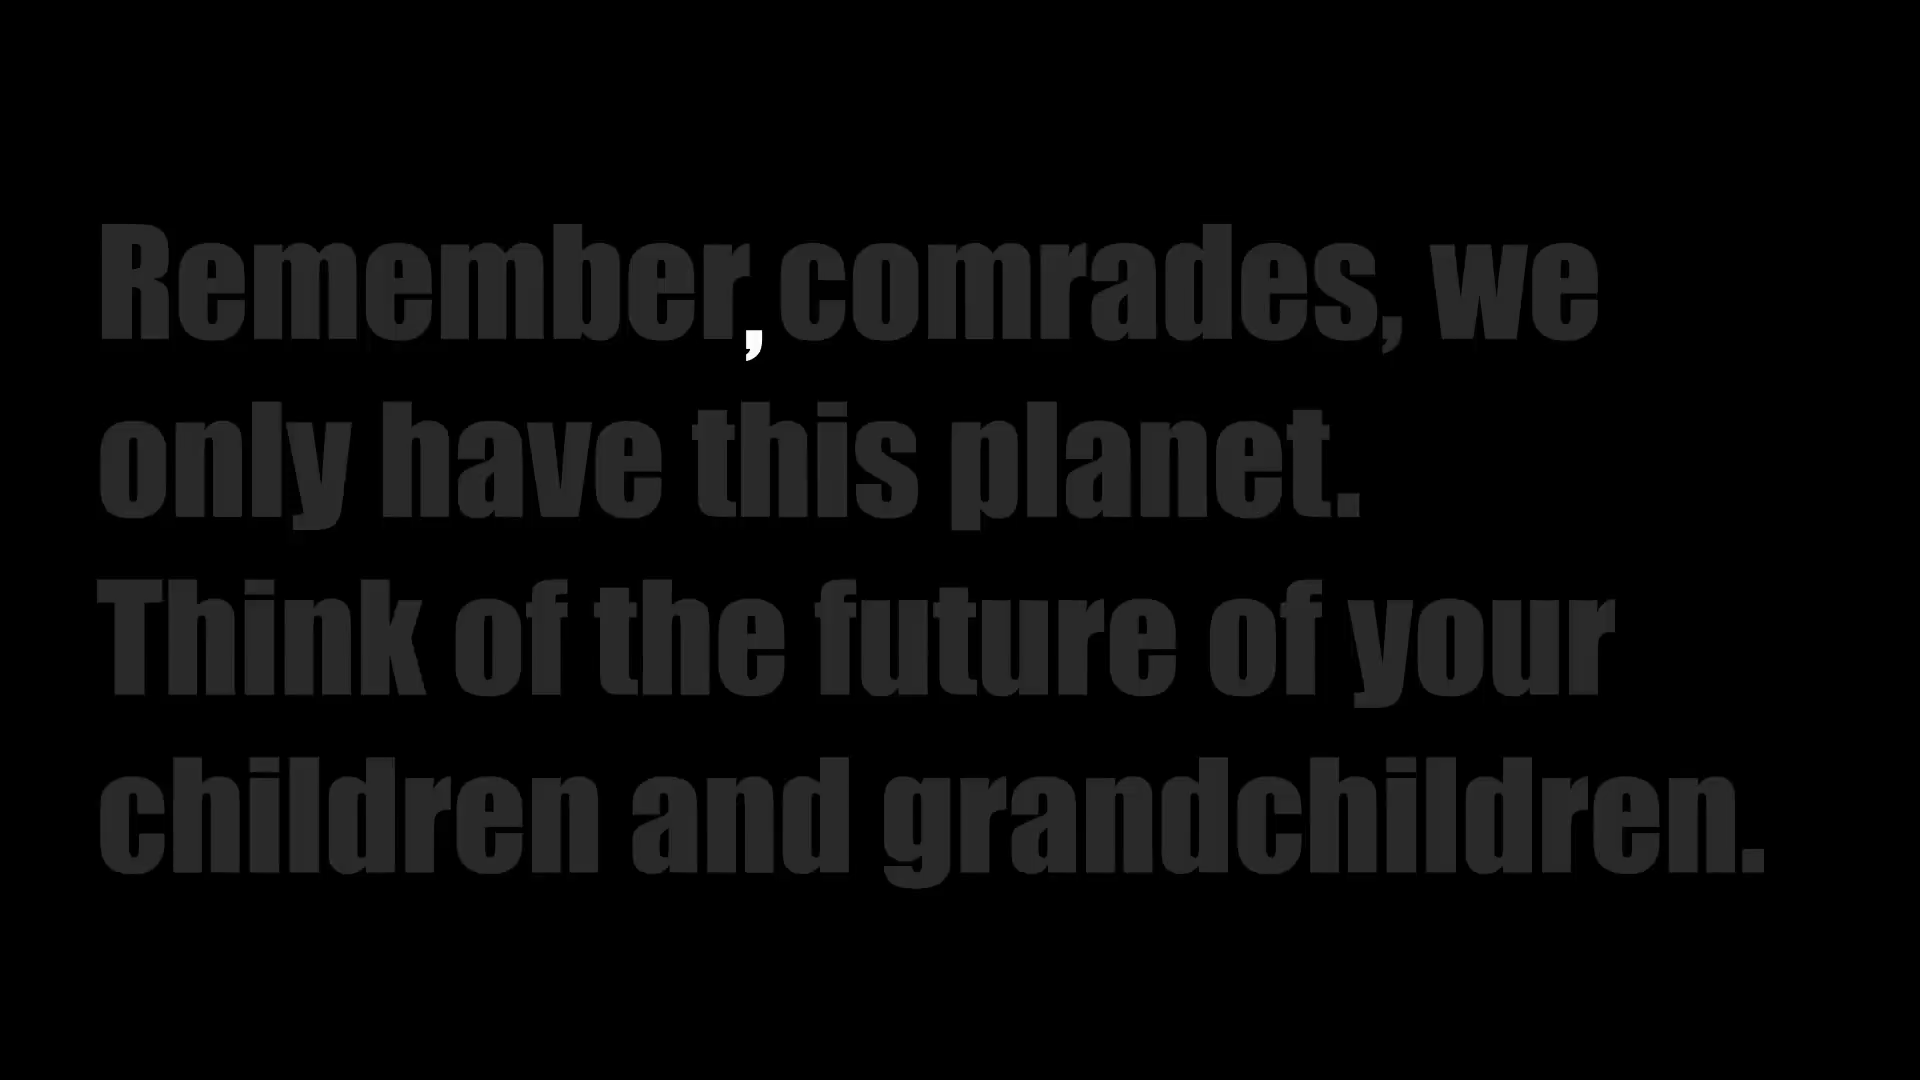 Remember, comrades, we
only have this planet.
Think of the future of your
children and grandchildren.